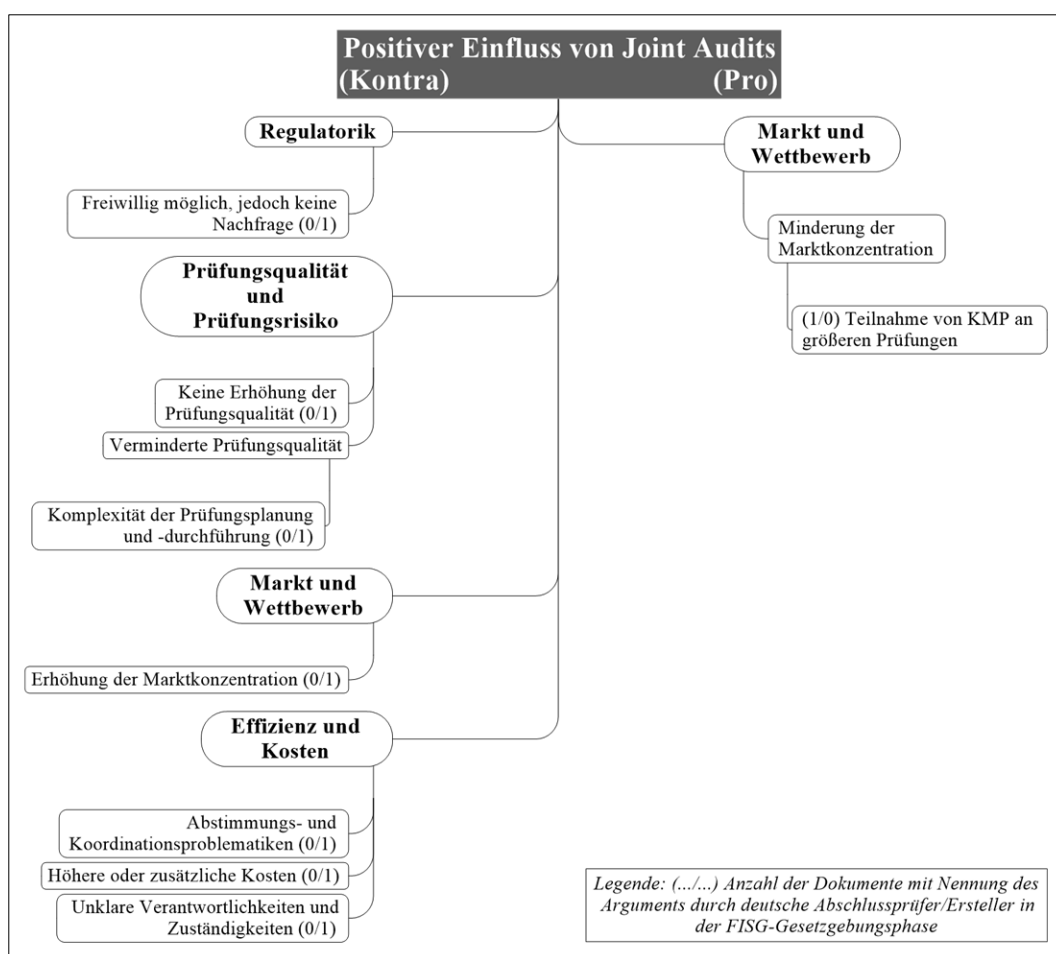 Positiver Einfluss von Joint Audits
(Kontra) (Pro)
Regulatorik
Freiwillig möglich, jedoch keine
Nachfrage (0/1)
Prüfungsqualität
und
Prüfungsrisiko
Keine Erhöhung der
Prüfungsqualität (0/1)
Verminderte Prüfungsqualität
Komplexität der Prüfungsplanung
und -durchführung (0/1)
Markt und
Wettbewerb
Erhöhung der Marktkonzentration (0/1)
Effizienz und
Kosten
Abstimmungs- und
Koordinationsproblematiken (0/1)
Höhere oder zusätzliche Kosten (0/1)
Unklare Verantwortlichkeiten und
Zuständigkeiten (0/1)
Markt und
Wettbewerb
Minderung der
Marktkonzentration
(1/0) Teilnahme von KMP an
größeren Prüfungen
Legende: (.../...) Anzahl der Dokumente mit Nennung des
Arguments durch deutsche Abschlussprüfer/Ersteller in
der FISG-Gesetzgebungsphase